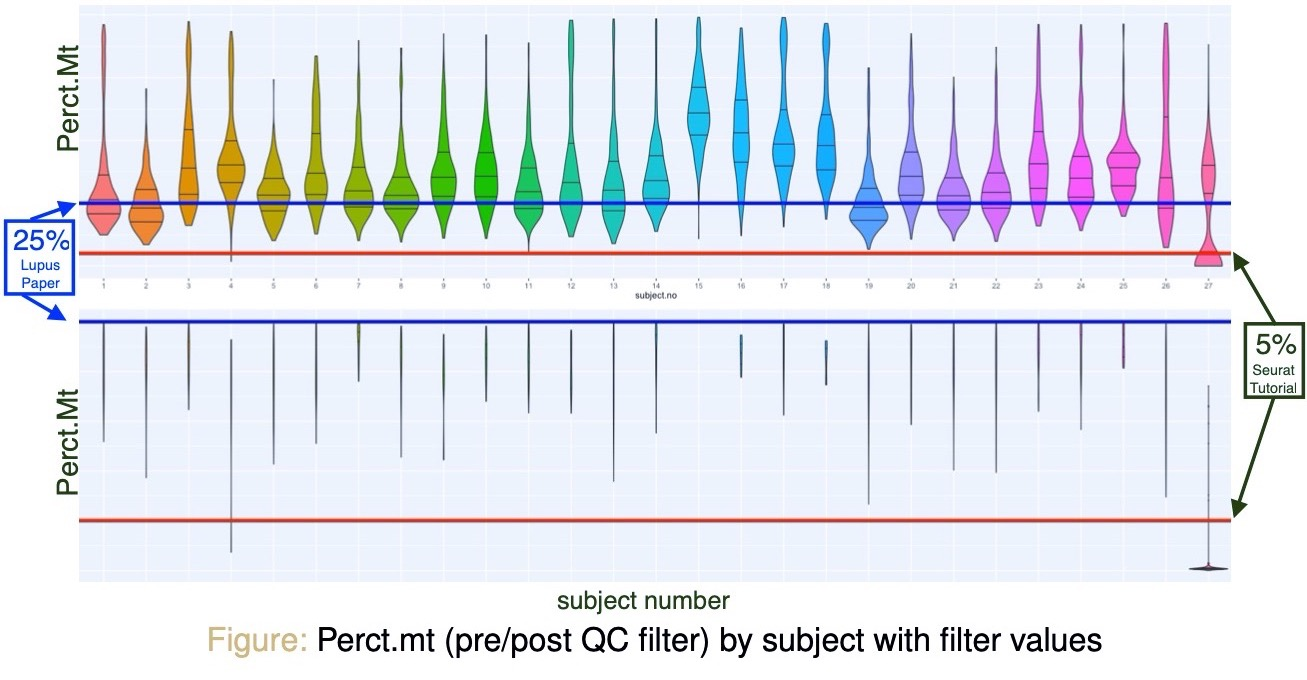 Perct.Mt
25%
Lupus
Paper
1 2 3 4 5 6 7 8 9 10 11 12 13 14 15 16 17 18 19 20 21 22 23 24 25 26 27
subject.no
5%
Seurat
Tutorial
Perct.Mt
subject number
Figure: Perct.mt (pre/post QC filter) by subject with filter values